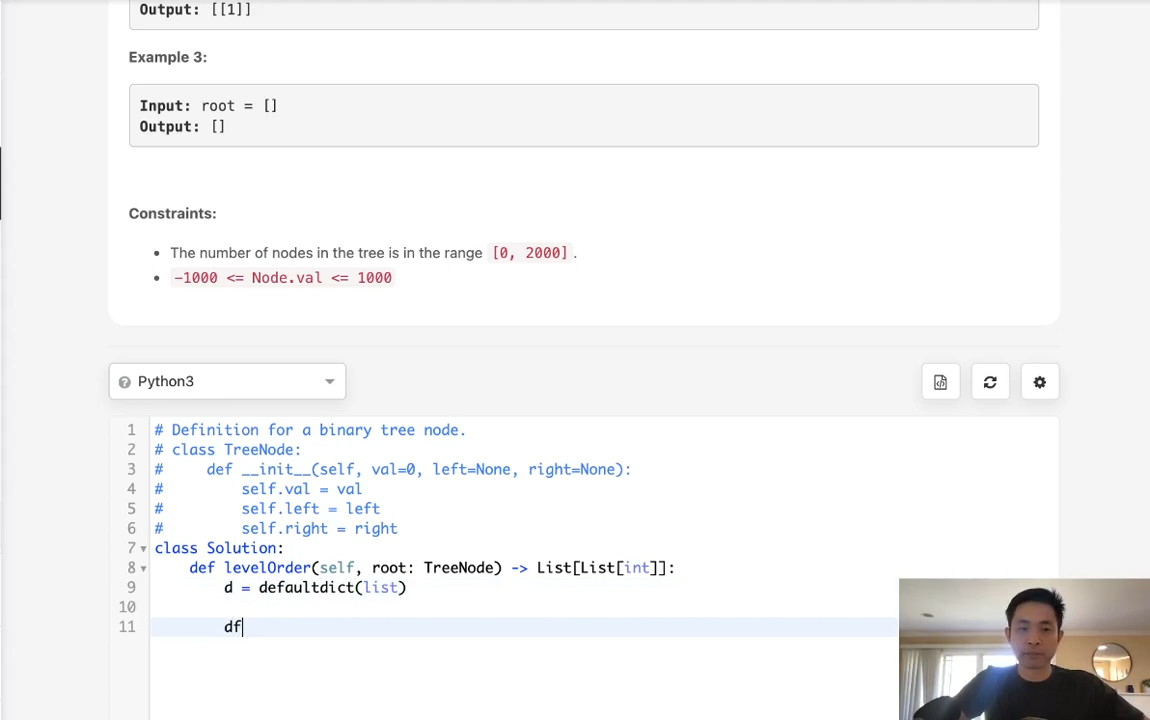 Output: [[1]]
Example 3:
Input: root = []
Output: []
Constraints:
• The number of nodes in the tree is in the range [0, 2000].
• -1000 <= Node.val <= 1000
Python3
1 # Definition for a binary tree node.
2 # class TreeNode:
3 #     def __init__(self, val=0, left=None, right=None):
4 #         self.val = val
5 #         self.left = left
6 #         self.right = right
7 class Solution:
8     def levelOrder(self, root: TreeNode) -> List[List[int]]:
9         d = defaultdict(list)
10
11         df